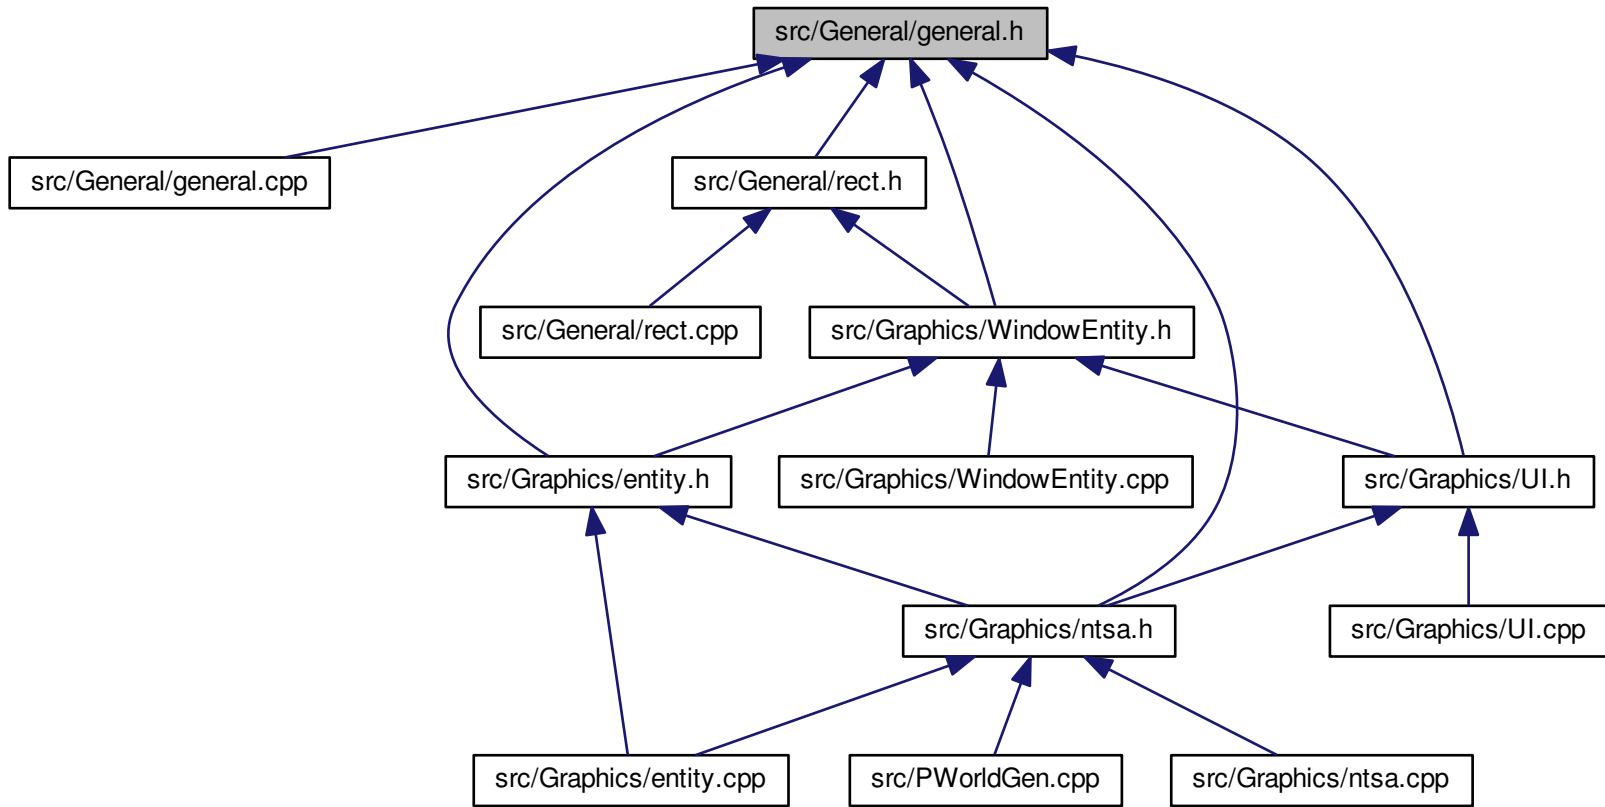 src/General/general.h
src/General/general.cpp
src/General/rect.h
src/General/rect.cpp
src/Graphics/WindowEntity.h
src/Graphics/entity.h
src/Graphics/WindowEntity.cpp
src/Graphics/UI.h
src/Graphics/ntsa.h
src/Graphics/UI.cpp
src/Graphics/entity.cpp
src/PWorldGen.cpp
src/Graphics/ntsa.cpp